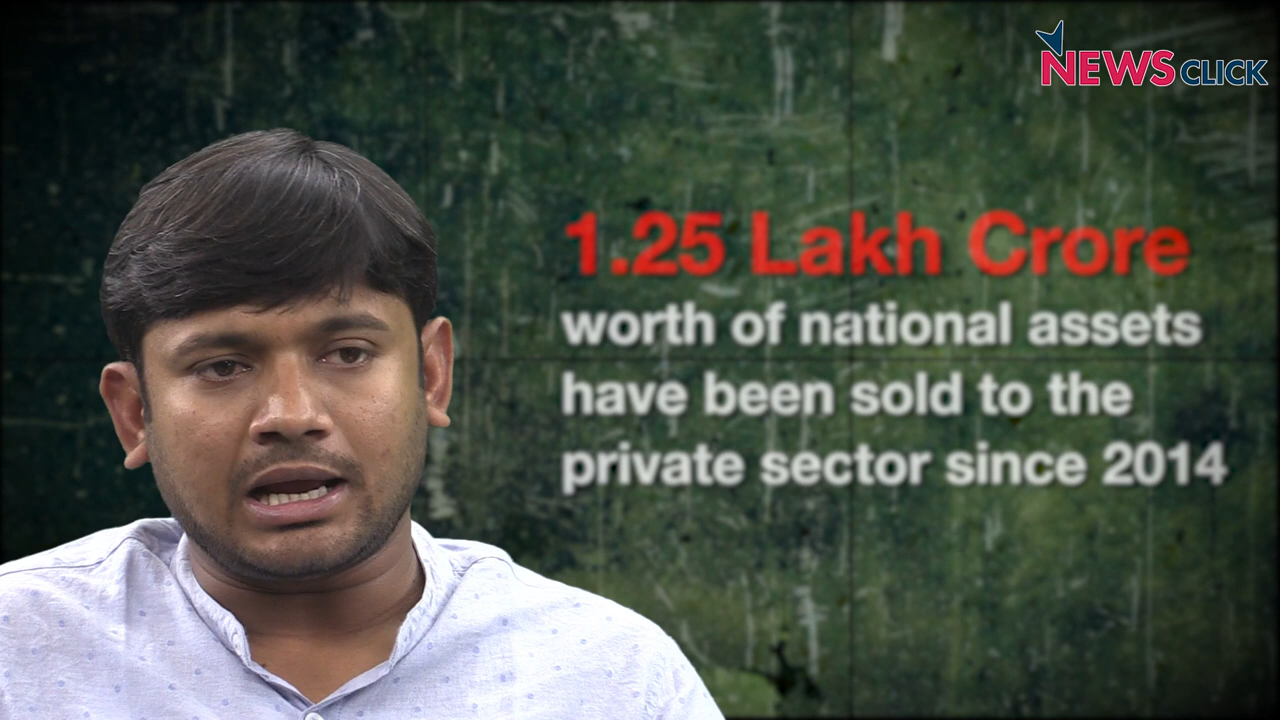 NEWSCLICK
1.25 Lakh Crore
worth of national assets
have been sold to the
private sector since 2014